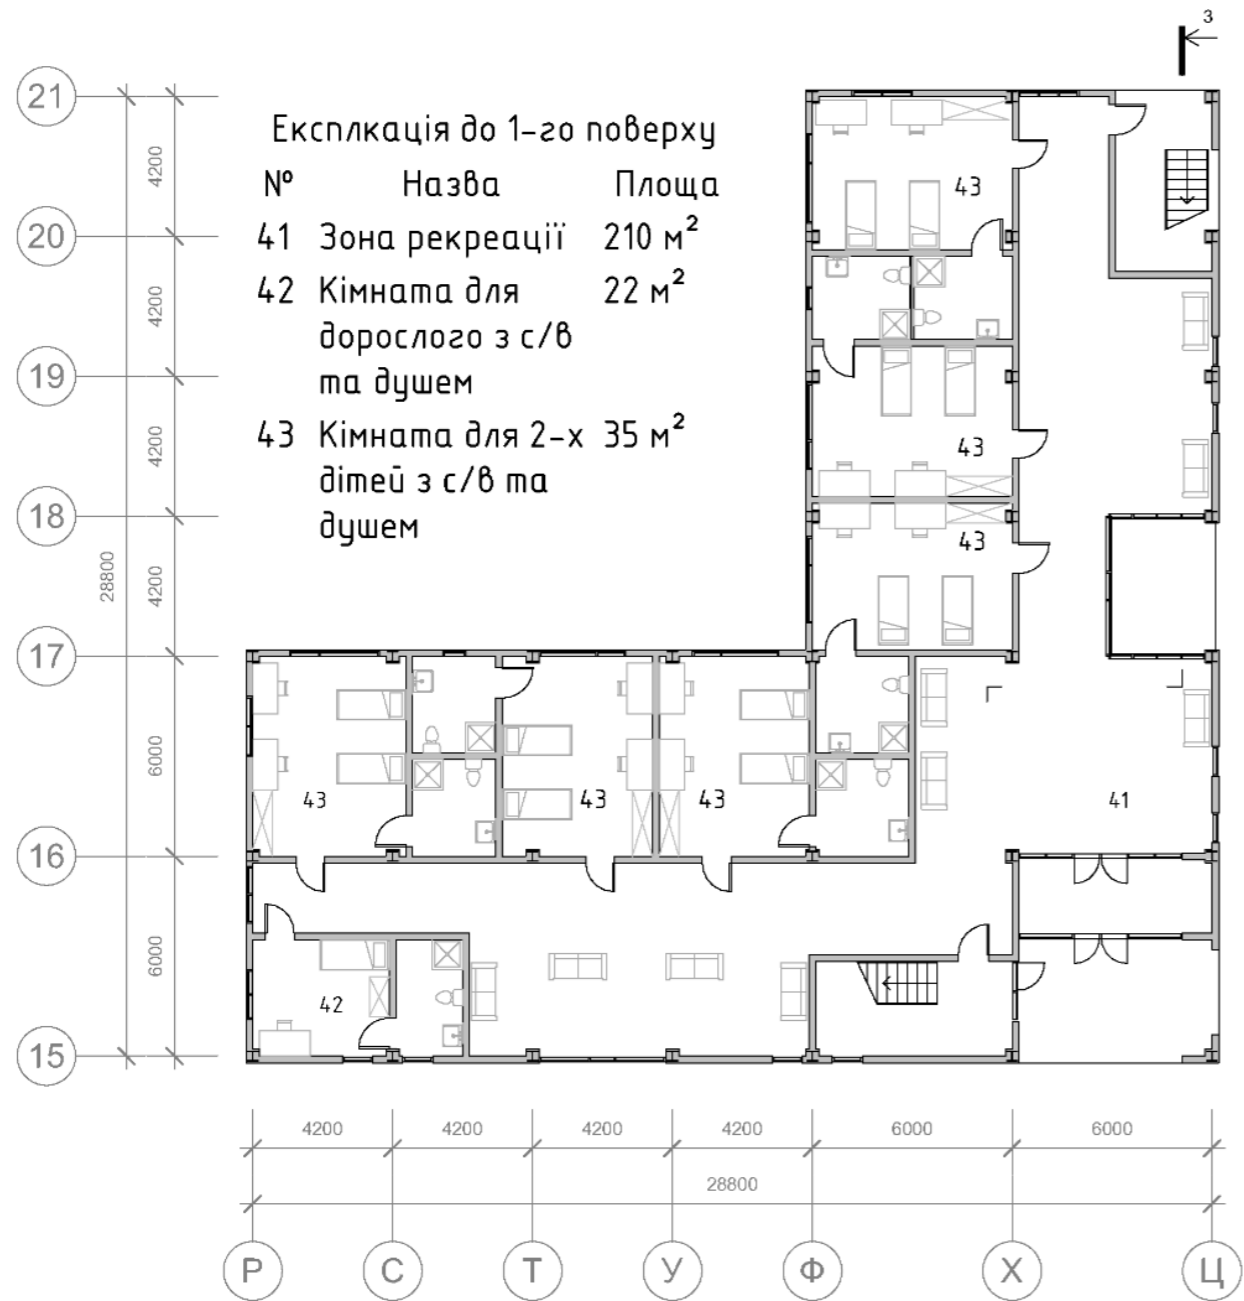 3
21
Експлкація до 1-го поверху
4200
№ Назва Площа
43
20
41 Зона рекреації 210 м²
42 Кімната для 22 м²
4200
дорослого з с/в
19
та душем
43 Кімната для 2-х 35 м²
4200
43
дітей з с/в та
18
душем
43
28800
4200
17
6000
43
43
43
41
16
6000
42
15
4200 4200 4200 4200 6000 6000
28800
Р С Т У Ф Х Ц